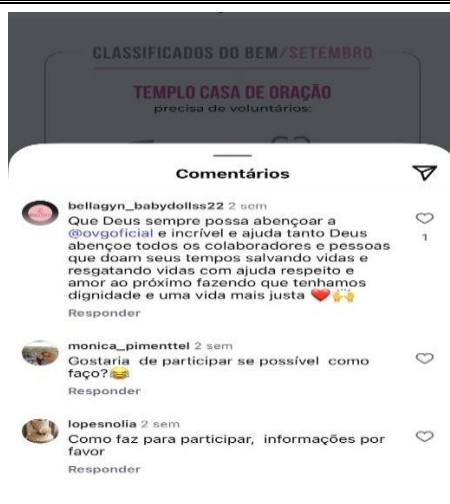 CLASSIFICADOS DO BEM/SETEMBRO
TEMPLO CASA DE ORAÇÃO
precisa de voluntários:
Comentários
bellagyn_babydollss22 2 sem
Que Deus sempre possa abençoar a
@ovgoficial e incrível e ajuda tanto Deus
abençoe todos os colaboradores e pessoas
que doam seus tempos salvando vidas e
resgatando vidas com ajuda respeito e
amor ao próximo fazendo que tenhamos
dignidade e uma vida mais justa ❤️🙌
1
Responder
monica_pimenttel 2 sem
Gostaria de participar se possível como
faço?😂
Responder
lopesnolia 2 sem
Como faz para participar, informações por
favor
Responder